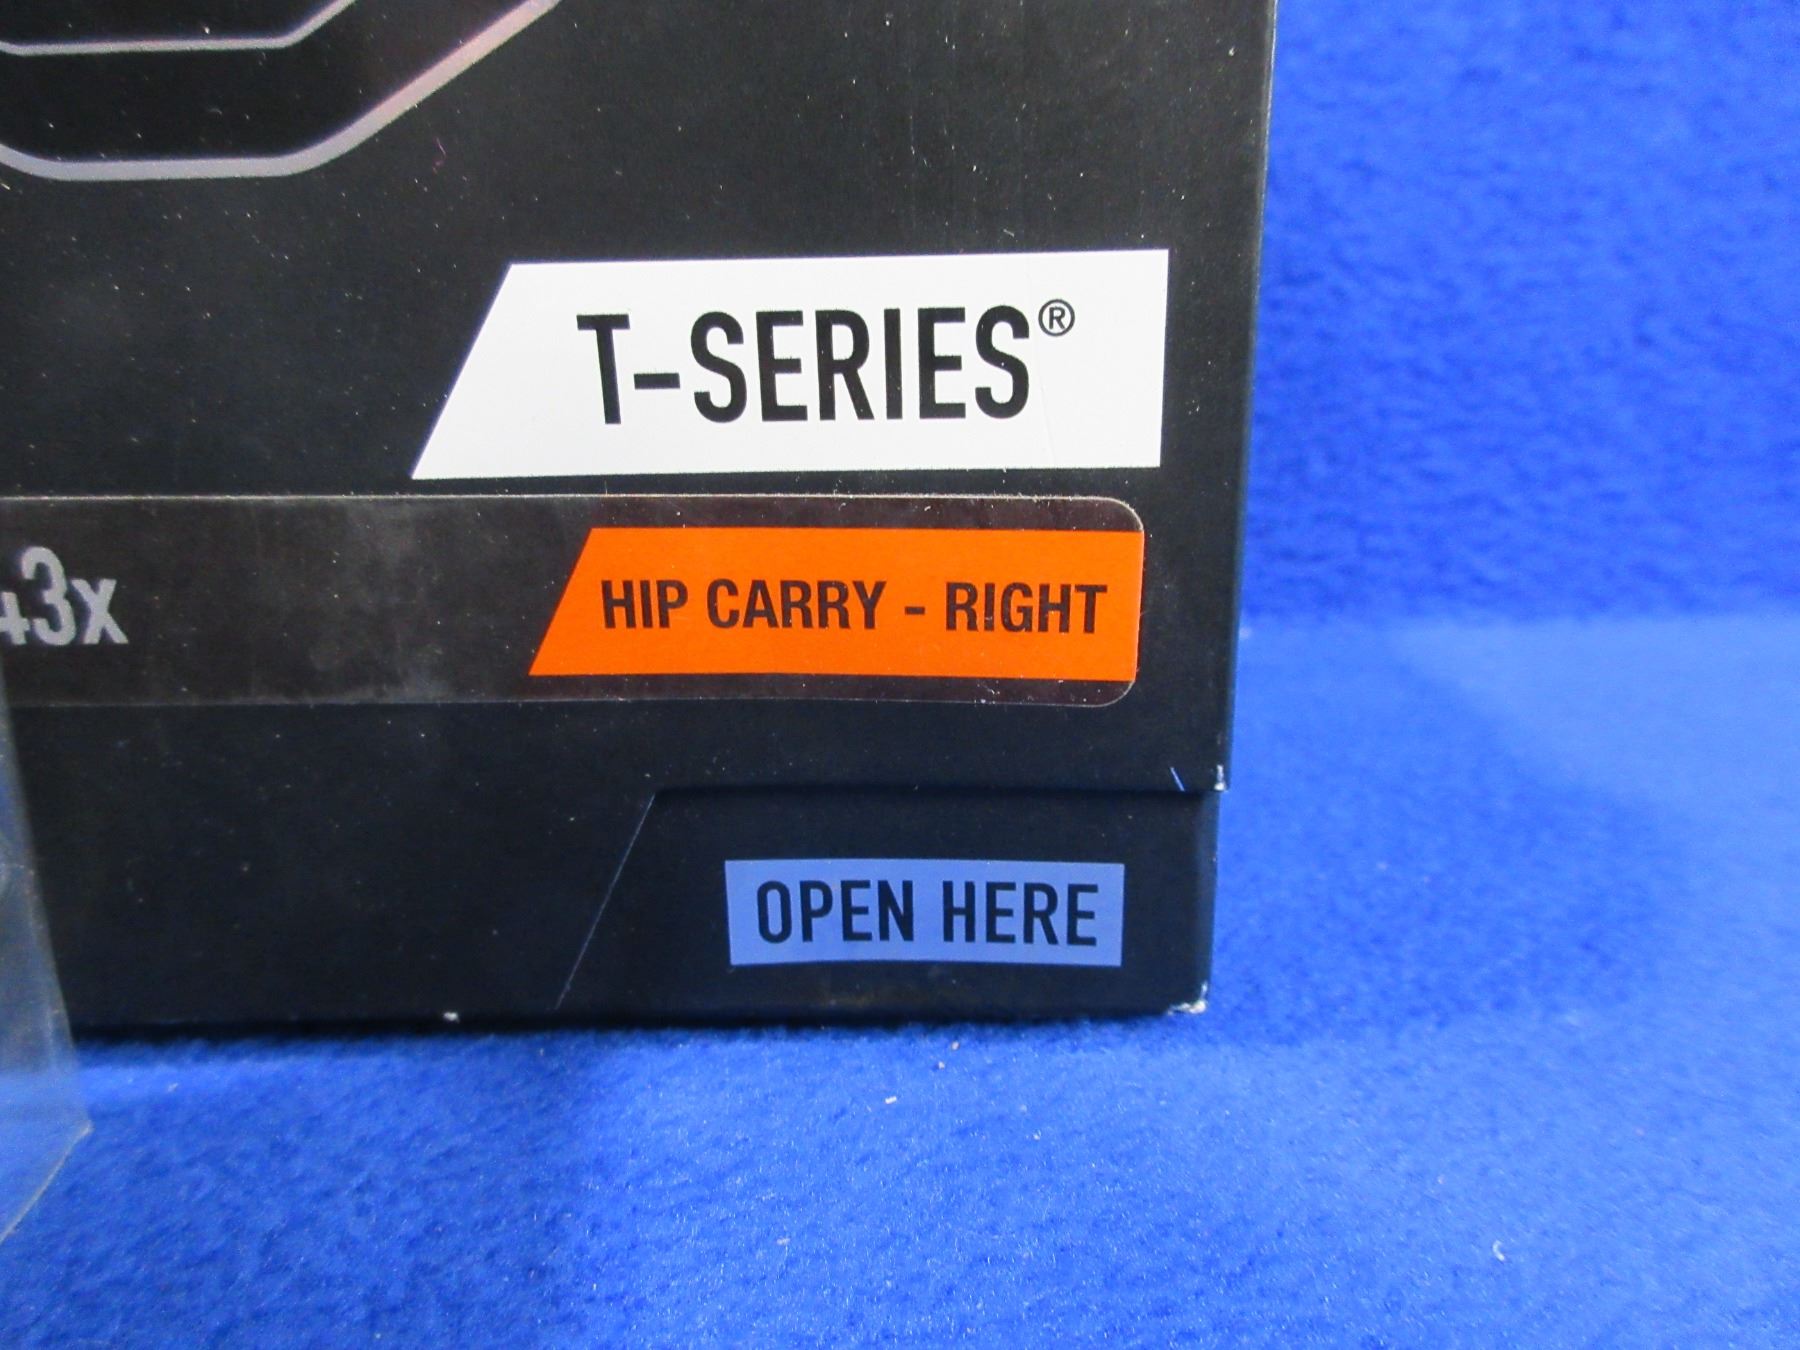 T-SERIES®
43x
HIP CARRY - RIGHT
OPEN HERE